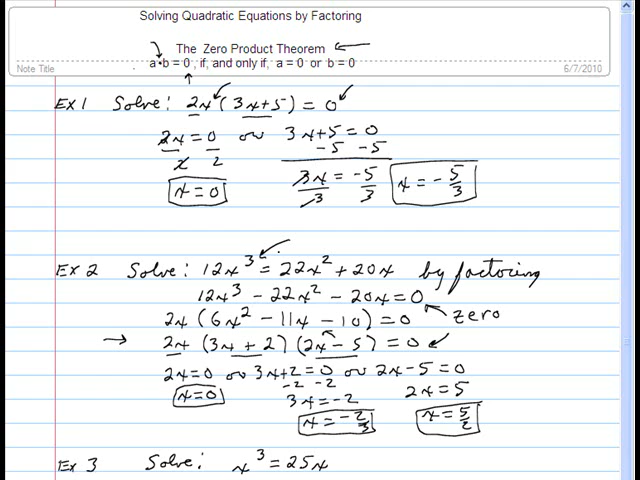 Solving Quadratic Equations by Factoring
The Zero Product Theorem
a·b = 0, if, and only if, a = 0 or b = 0
Note Title
6/7/2010
Ex 1 Solve: 2x (3x+5) = 0
2x = 0 or 3x+5 = 0
2 2 -5 -5
x = 0 3x = -5 x = -5/3
3 3
Ex 2 Solve: 12x³ = 22x² + 20x by factoring
12x³ - 22x² - 20x = 0
2x (6x² - 11x - 10) = 0 zero
→ 2x (3x + 2) (2x - 5) = 0
2x = 0 or 3x+2 = 0 or 2x - 5 = 0
-2 -2
x = 0 3x = -2 2x = 5
x = -2/3 x = 5/2
Ex 3 Solve: x³ = 25x